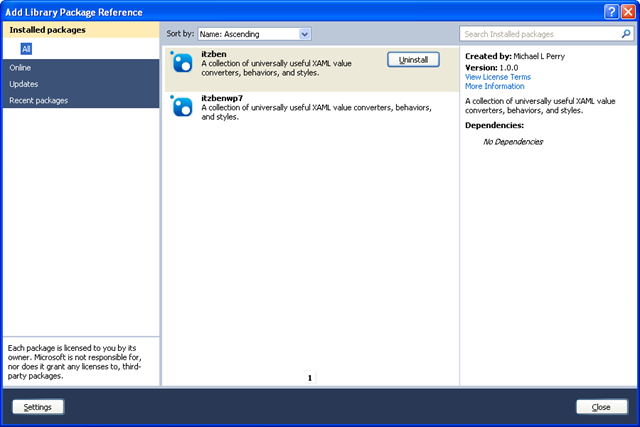 Add Library Package Reference
Installed packages
All
Online
Updates
Recent packages
Each package is licensed to you by its
owner. Microsoft is not responsible for,
nor does it grant any licenses to, third-
party packages.
Sort by: Name: Ascending
itzben
A collection of universally useful XAML value
converters, behaviors, and styles.
Uninstall
itzbenwp7
A collection of universally useful XAML value converters, behaviors,
and styles.
1
Search Installed packages
Created by: Michael L Perry
Version: 1.0.0
View License Terms
More Information
A collection of universally useful XAML value
converters, behaviors, and styles.
Dependencies:
No Dependencies
Settings
Close